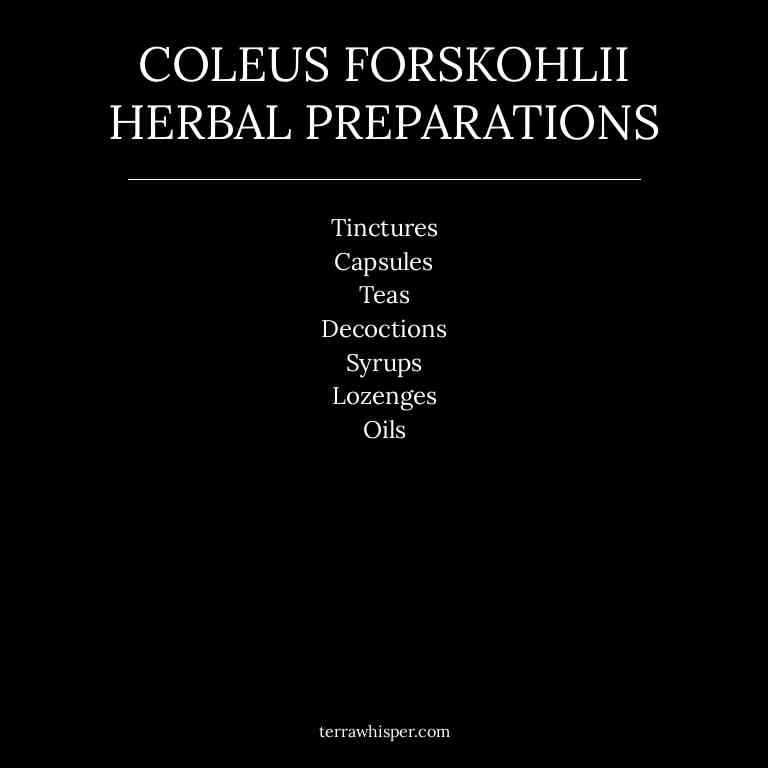 COLEUS FORSKOHLII
HERBAL PREPARATIONS
Tinctures
Capsules
Teas
Decoctions
Syrups
Lozenges
Oils
terrawhisper.com